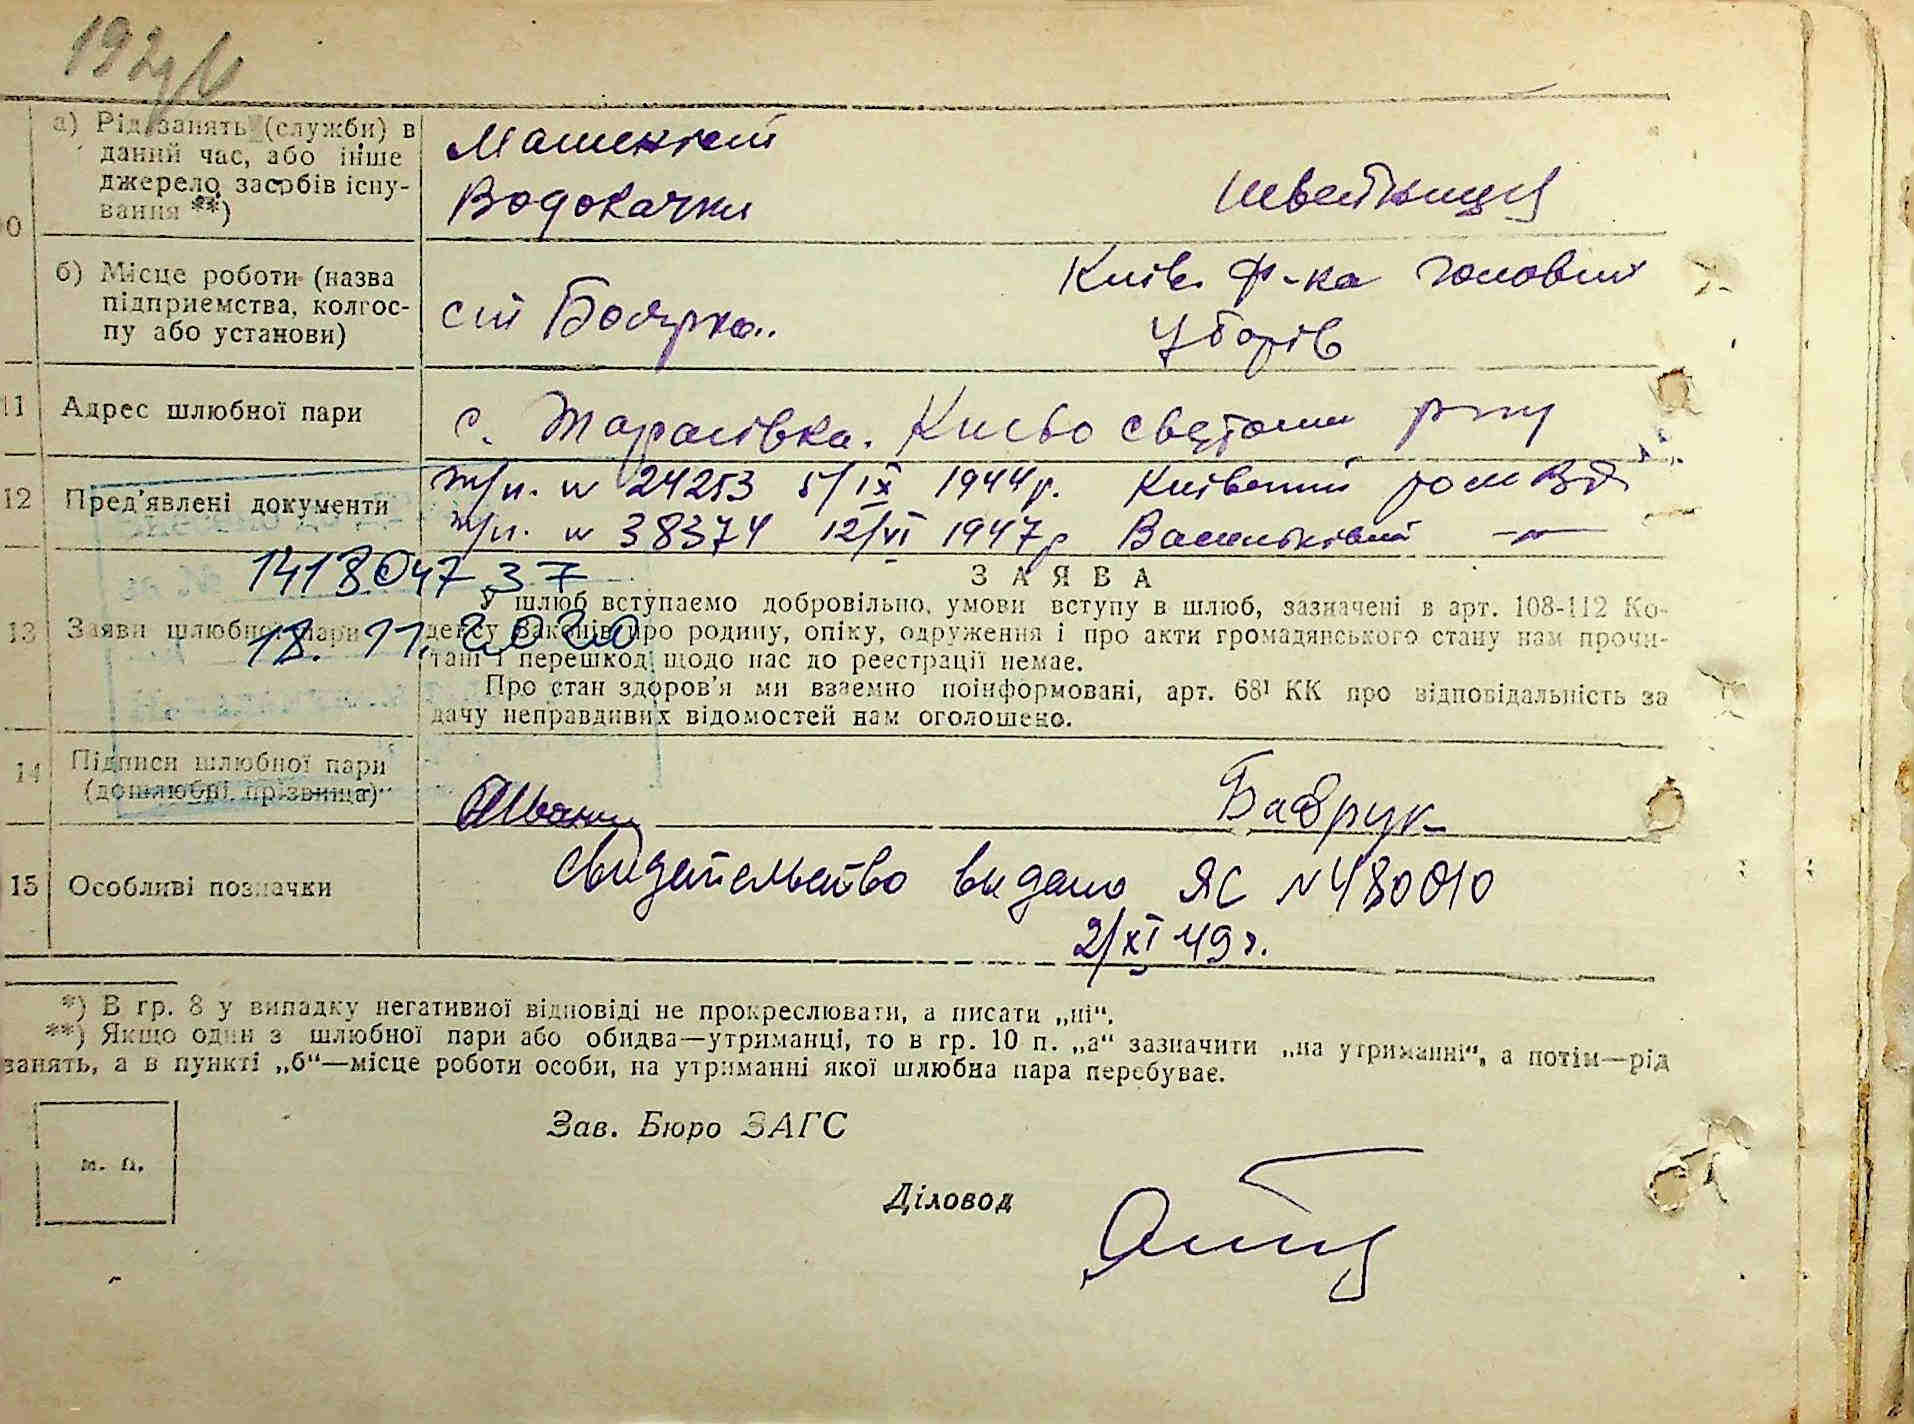 а) Рід занять (служби) в
даний час, або інше
джерело засобів існу-
вання **)
Машиніст
Водокачки
Швейниця
б) Місце роботи (назва
підприємства, колгос-
пу або установи)
ст Боярка.
Київ. ф-ка головних
уборів
11 Адрес шлюбної пари
с. Тарасівка. Києво
12 Пред'явлені документи
№ 24253 5/IX 1944 р. Київський
№ 38374 12/VI 1947 р Васильківський
1418047 37
18. 11. 2020
13 Заяви шлюбної пари
ЗАЯВА
У шлюб вступаємо добровільно, умови вступу в шлюб, зазначені в арт. 108-112 Ко-
дексу законів про родину, опіку, одруження і про акти громадянського стану нам прочи-
тані і перешкод щодо нас до реєстрації немає.
Про стан здоров'я ми взаємно поінформовані, арт. 68¹ КК про відповідальність за
дачу неправдивих відомостей нам оголошено.
14 Підписи шлюбної пари
(дошлюбні прізвища)
Бабрук
15 Особливі позначки
свидетельство выдано ЯС №480010
2/XI 49 г.
*) В гр. 8 у випадку негативної відповіді не прокреслювати, а писати „ні“.
**) Якщо один з шлюбної пари або обидва—утриманці, то в гр. 10 п. „а“ зазначити „на утриманні“, а потім—рід
занять, а в пункті „б“—місце роботи особи, на утриманні якої шлюбна пара перебуває.
Зав. Бюро ЗАГС
м. п.
Діловод